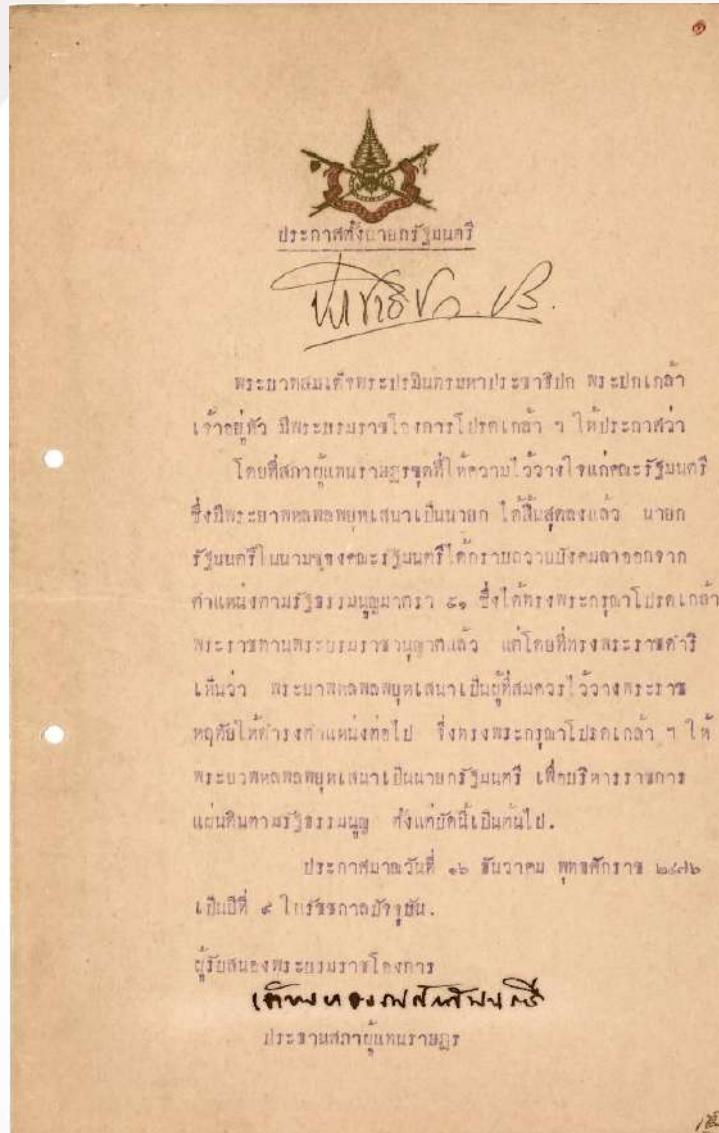 ประกาศตั้งนายกรัฐมนตรี
ประชาธิปก. ปร.
พระบาทสมเด็จพระปรมินทรมหาประชาธิปก พระปกเกล้า
เจ้าอยู่หัว มีพระบรมราชโองการโปรดเกล้า ฯ ให้ประกาศว่า
โดยที่สภาผู้แทนราษฎรชุดที่ให้ความไว้วางใจแก่คณะรัฐมนตรี
ซึ่งมีพระยาพหลพลพยุหเสนาเป็นนายก ได้สิ้นสุดลงแล้ว นายก
รัฐมนตรีในนามของคณะรัฐมนตรีได้กราบถวายบังคมลาออกจาก
ตำแหน่งตามรัฐธรรมนูญมาตรา ๕๑ ซึ่งได้ทรงพระกรุณาโปรดเกล้า
พระราชทานพระบรมราชานุญาตแล้ว แต่โดยที่ทรงพระราชดำริ
เห็นว่า พระยาพหลพลพยุหเสนาเป็นผู้ที่สมควรไว้วางพระราช
หฤทัยให้ดำรงตำแหน่งต่อไป จึ่งทรงพระกรุณาโปรดเกล้า ฯ ให้
พระยาพหลพลพยุหเสนาเป็นนายกรัฐมนตรี เพื่อบริหารราชการ
แผ่นดินตามรัฐธรรมนูญ ตั้งแต่บัดนี้เป็นต้นไป.
ประกาศมาณวันที่ ๑๖ ธันวาคม พุทธศักราช ๒๔๗๖
เป็นปีที่ ๙ ในรัชชกาลปัจจุบัน.
ผู้รับสนองพระบรมราชโองการ
ประธานสภาผู้แทนราษฎร